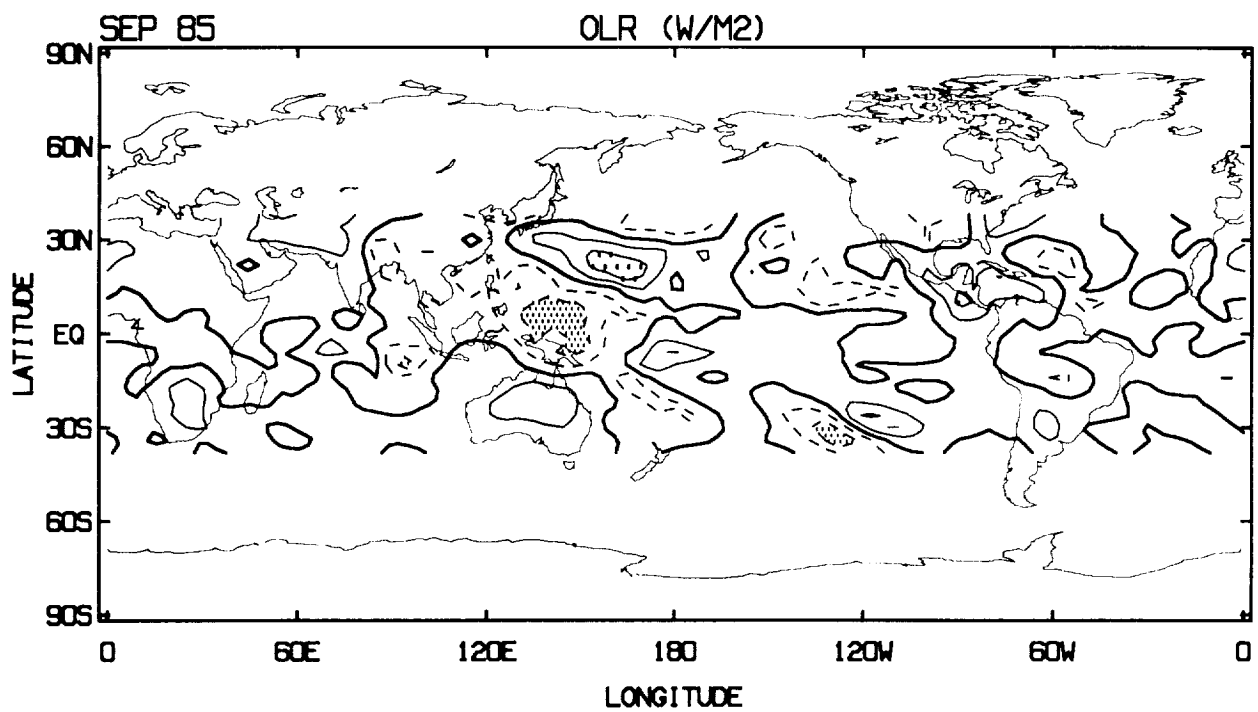 SEP 85 OLR (W/M2)
90N
60N
30N
EQ
30S
60S
90S
LATITUDE
0 60E 120E 180 120W 60W 0
LONGITUDE